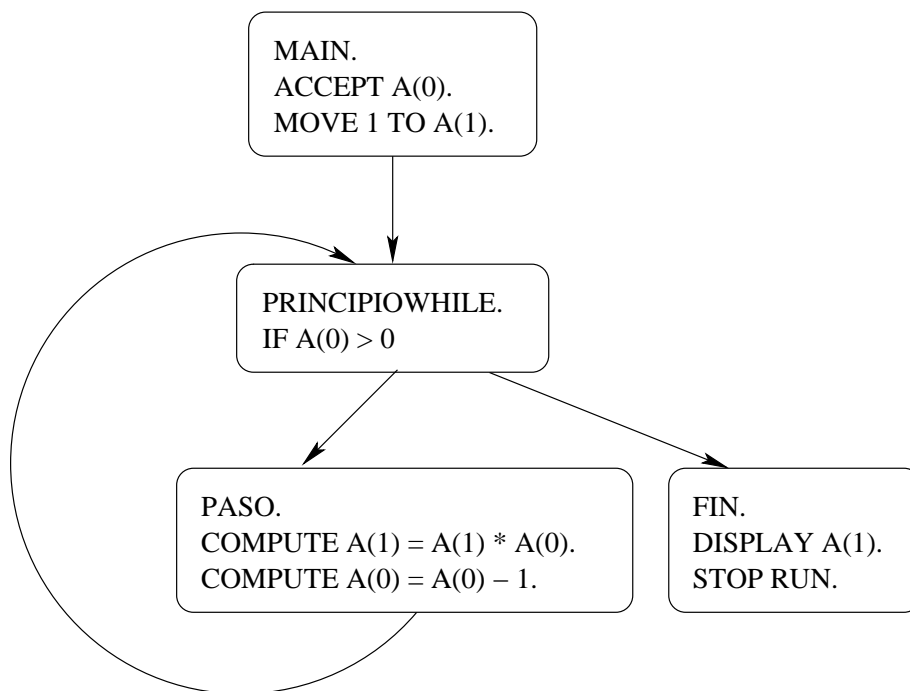 MAIN.
ACCEPT A(0).
MOVE 1 TO A(1).
PRINCIPIOWHILE.
IF A(0) > 0
PASO.
COMPUTE A(1) = A(1) * A(0).
COMPUTE A(0) = A(0) – 1.
FIN.
DISPLAY A(1).
STOP RUN.